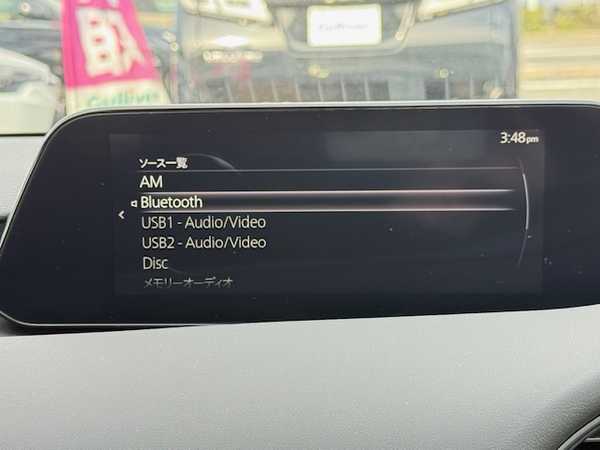 Gulliver
3:48pm
ソース一覧
AM
Bluetooth
USB1 - Audio/Video
USB2 - Audio/Video
Disc
メモリーオーディオ